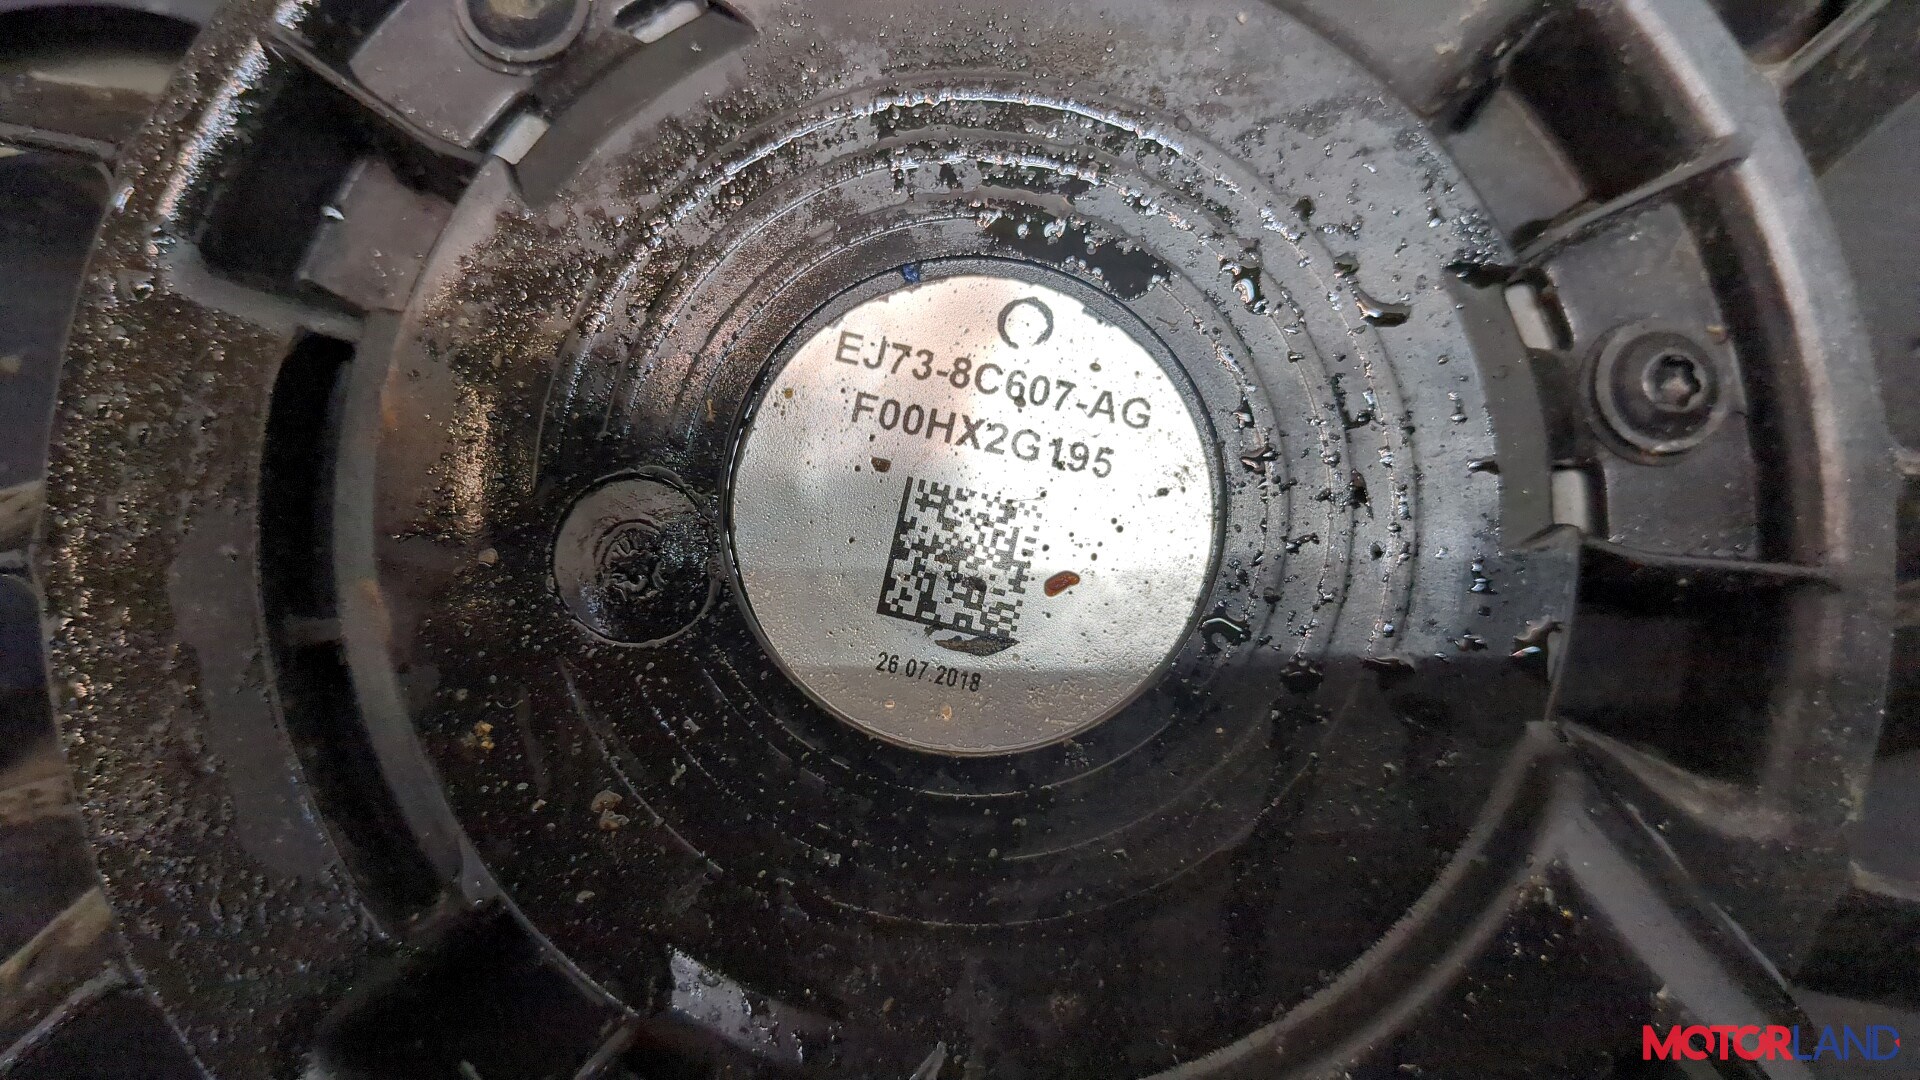 EJ73-8C607-AG
F00HX2G195
26.07.2018
MOTORLAND